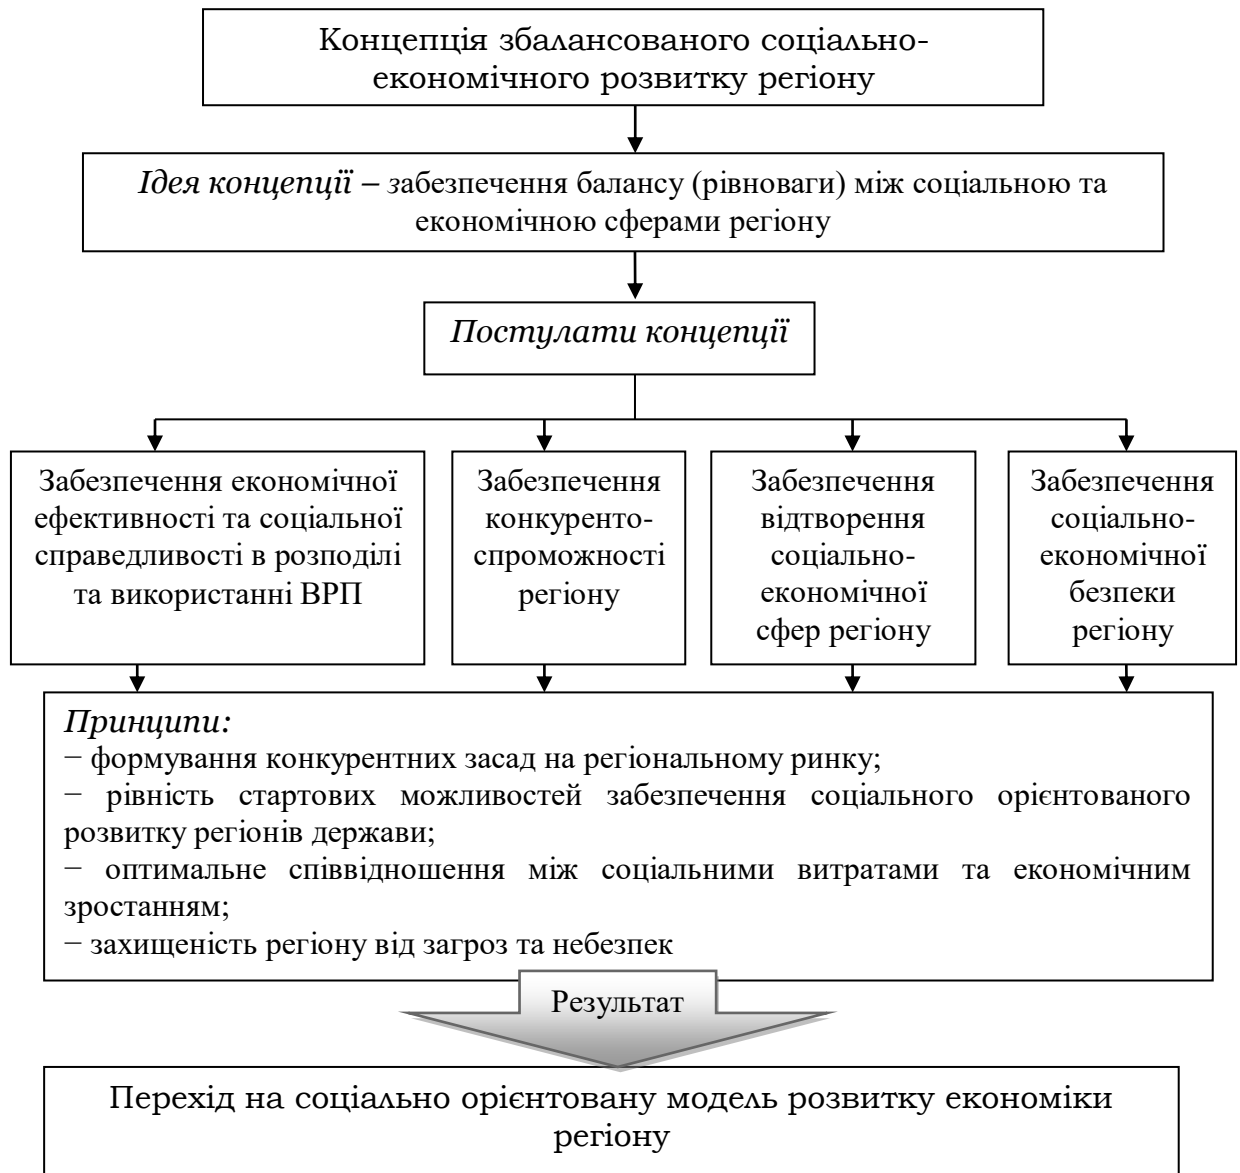 Концепція збалансованого соціально-
економічного розвитку регіону
Ідея концепції – забезпечення балансу (рівноваги) між соціальною та
економічною сферами регіону
Постулати концепції
Забезпечення економічної
ефективності та соціальної
справедливості в розподілі
та використанні ВРП
Забезпечення
конкуренто-
спроможності
регіону
Забезпечення
відтворення
соціально-
економічної
сфер регіону
Забезпечення
соціально-
економічної
безпеки
регіону
Принципи:
− формування конкурентних засад на регіональному ринку;
− рівність стартових можливостей забезпечення соціального орієнтованого
розвитку регіонів держави;
− оптимальне співвідношення між соціальними витратами та економічним
зростанням;
− захищеність регіону від загроз та небезпек
Результат
Перехід на соціально орієнтовану модель розвитку економіки
регіону